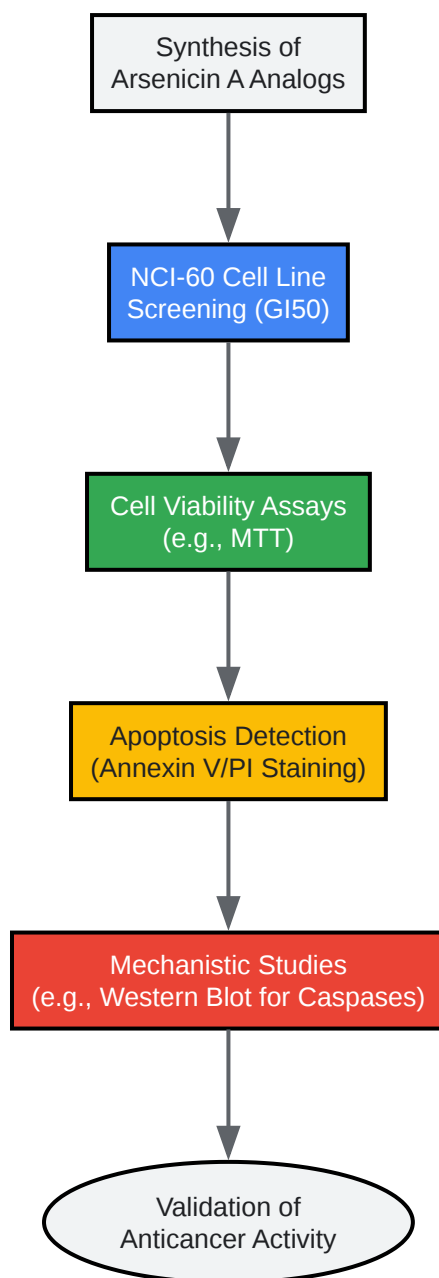 Synthesis of
Arsenicin A Analogs
NCI-60 Cell Line
Screening (GI50)
Cell Viability Assays
(e.g., MTT)
Apoptosis Detection
(Annexin V/PI Staining)
Mechanistic Studies
(e.g., Western Blot for Caspases)
Validation of
Anticancer Activity